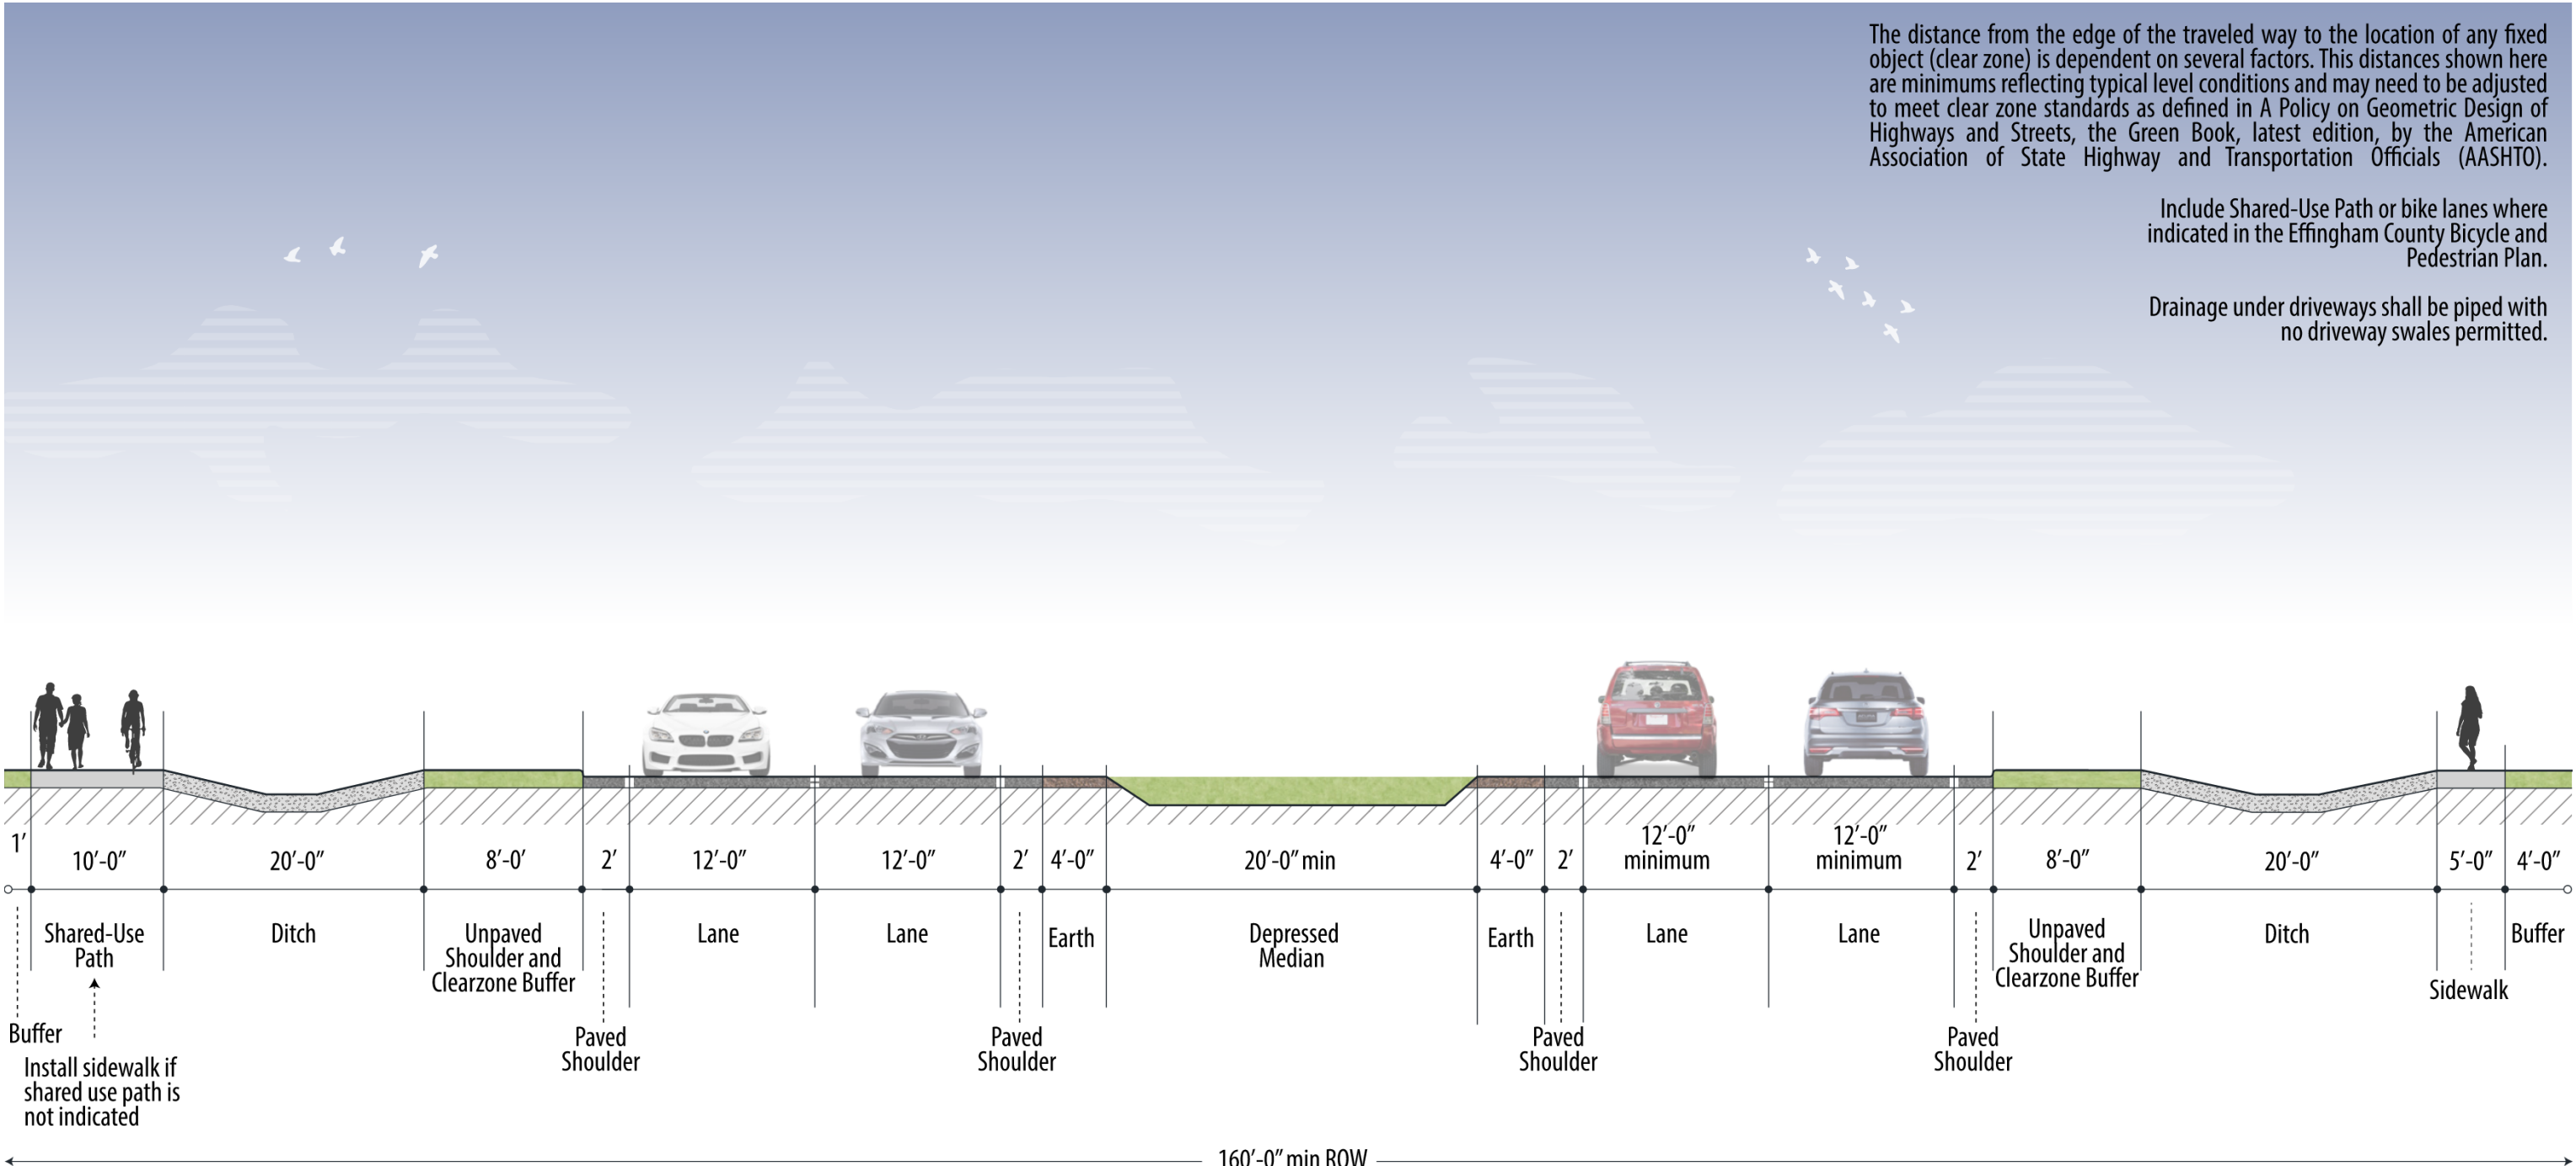 The distance from the edge of the traveled way to the location of any fixed
object (clear zone) is dependent on several factors. This distances shown here
are minimums reflecting typical level conditions and may need to be adjusted
to meet clear zone standards as defined in A Policy on Geometric Design of
Highways and Streets, the Green Book, latest edition, by the American
Association of State Highway and Transportation Officials (AASHTO).
Include Shared-Use Path or bike lanes where
indicated in the Effingham County Bicycle and
Pedestrian Plan.
Drainage under driveways shall be piped with
no driveway swales permitted.
1’
10’-0”
20’-0”
8’-0’
2’
12’-0”
12’-0”
2’
4’-0”
20’-0” min
4’-0”
2’
12’-0”
minimum
12’-0”
minimum
2’
8’-0”
20’-0”
5’-0”
4’-0”
Buffer
Shared-Use
Path
Install sidewalk if
shared use path is
not indicated
Ditch
Unpaved
Shoulder and
Clearzone Buffer
Paved
Shoulder
Lane
Lane
Paved
Shoulder
Earth
Depressed
Median
Earth
Paved
Shoulder
Lane
Lane
Paved
Shoulder
Unpaved
Shoulder and
Clearzone Buffer
Ditch
Sidewalk
Buffer
160’-0” min ROW